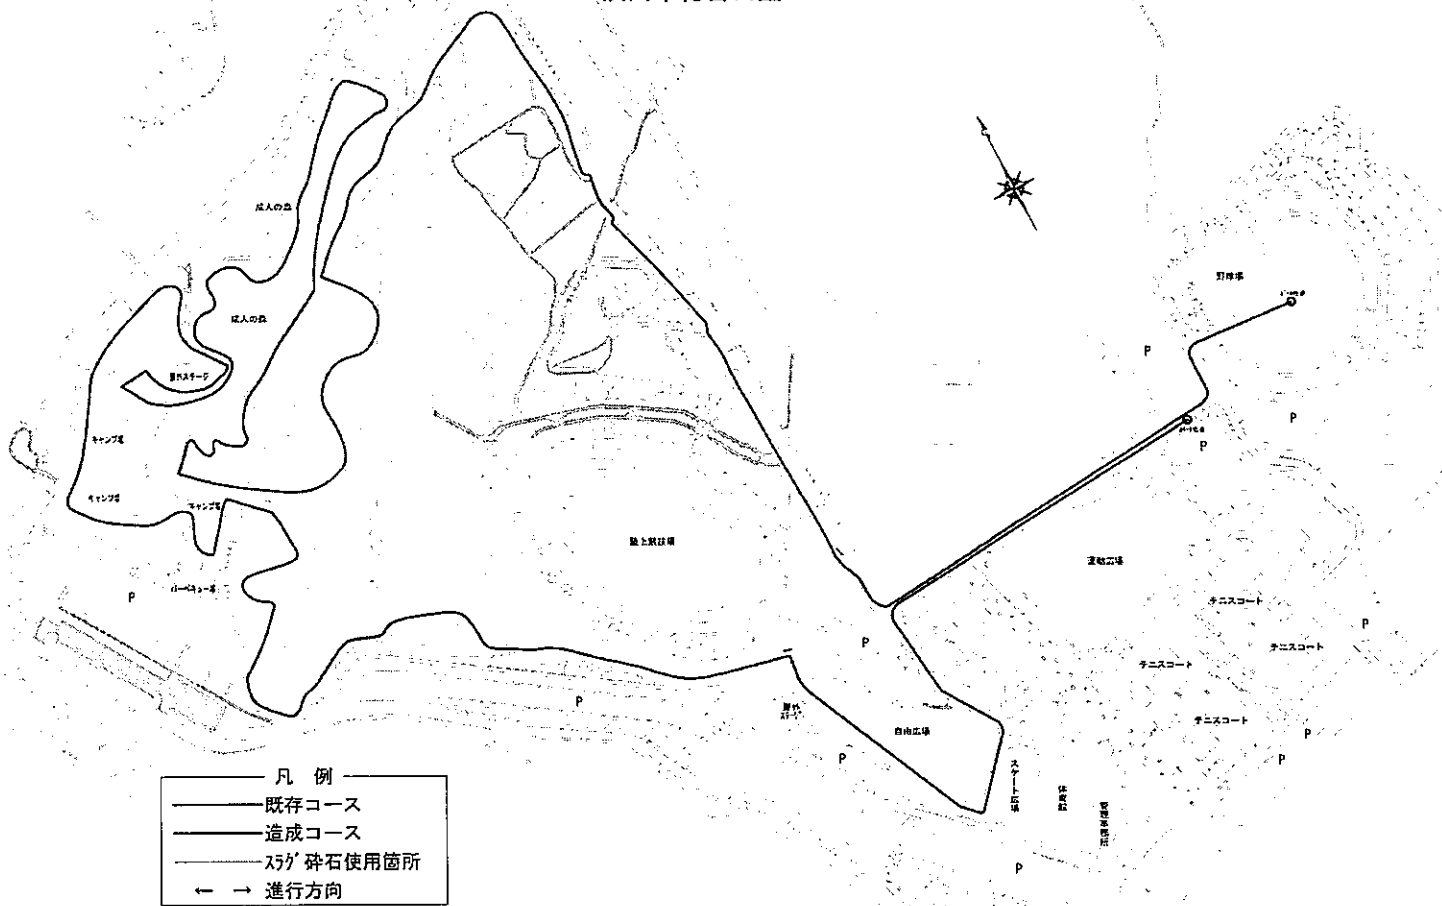 成人の森
野球場
成人の森
P
屋外ステージ
P
P
キャンプ場
キャンプ場
キャンプ場
陸上競技場
運動広場
バーベキュー場
P
テニスコート
P
P
テニスコート
テニスコート
P
屋外
ステージ
テニスコート
自由広場
P
P
P
スケート広場
体育館
管理事務所
P
凡 例
既存コース
造成コース
ｽﾗｸﾞ砕石使用箇所
← → 進行方向